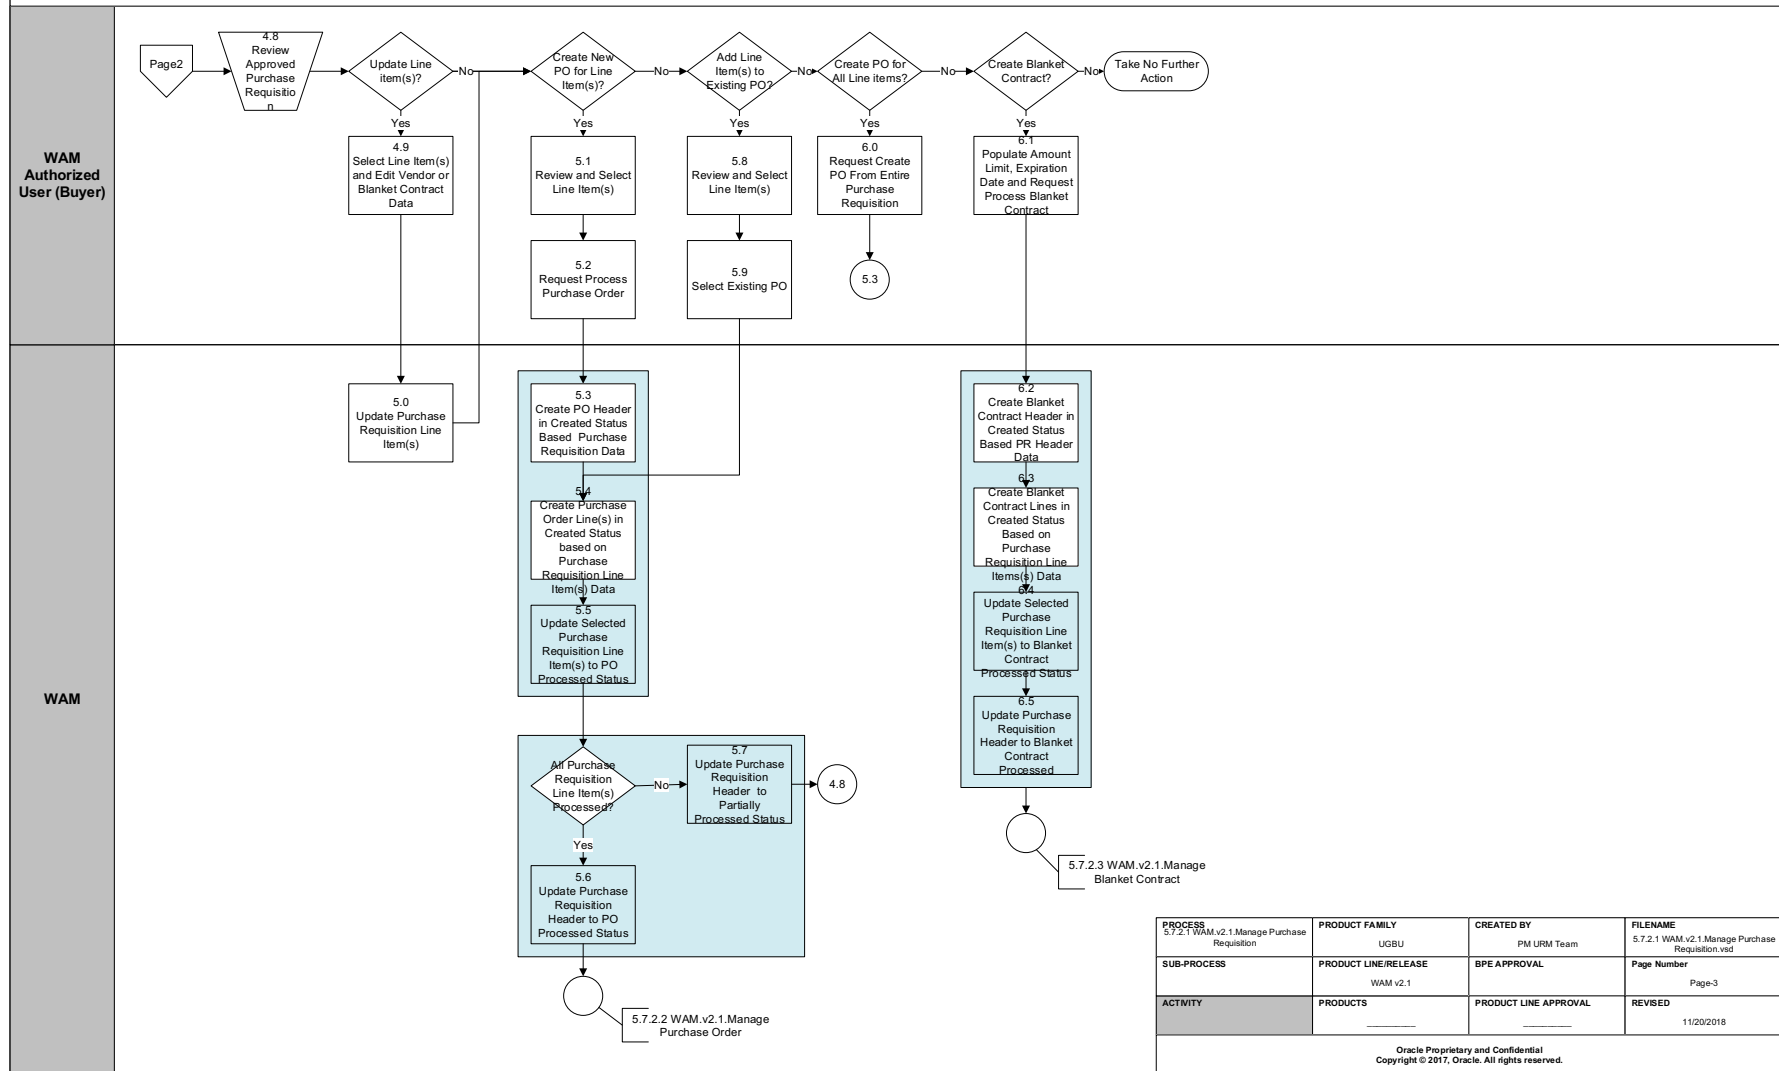 WAM
Authorized
User (Buyer)
Page2
4.8
Review
Approved
Purchase
Requisitio
n
Update Line
item(s)?
No
Create New
PO for Line
Item(s)?
No
Add Line
Item(s) to
Existing PO?
No
Create PO for
All Line items?
No
Create Blanket
Contract?
No
Take No Further
Action
Yes
Yes
Yes
Yes
Yes
4.9
Select Line Item(s)
and Edit Vendor or
Blanket Contract
Data
5.1
Review and Select
Line Item(s)
5.8
Review and Select
Line Item(s)
6.0
Request Create
PO From Entire
Purchase
Requisition
6.1
Populate Amount
Limit, Expiration
Date and Request
Process Blanket
Contract
5.2
Request Process
Purchase Order
5.9
Select Existing PO
5.3
WAM
5.0
Update Purchase
Requisition Line
Item(s)
5.3
Create PO Header
in Created Status
Based  Purchase
Requisition Data
5.4
Create Purchase
Order Line(s) in
Created Status
based on
Purchase
Requisition Line
Item(s) Data
5.5
Update Selected
Purchase
Requisition Line
Item(s) to PO
Processed Status
6.2
Create Blanket
Contract Header in
Created Status
Based PR Header
Data
6.3
Create Blanket
Contract Lines in
Created Status
Based on
Purchase
Requisition Line
Items(s) Data
6.4
Update Selected
Purchase
Requisition Line
Item(s) to Blanket
Contract
Processed Status
6.5
Update Purchase
Requisition
Header to Blanket
Contract
Processed
All Purchase
Requisition
Line Item(s)
Processed?
No
5.7
Update Purchase
Requisition
Header  to
Partially
Processed Status
4.8
Yes
5.6
Update Purchase
Requisition
Header to PO
Processed Status
5.7.2.3 WAM.v2.1.Manage
Blanket Contract
5.7.2.2 WAM.v2.1.Manage
Purchase Order
PROCESS
5.7.2.1 WAM.v2.1.Manage Purchase
Requisition
PRODUCT FAMILY
UGBU
CREATED BY
PM URM Team
FILENAME
5.7.2.1 WAM.v2.1.Manage Purchase
Requisition.vsd
SUB-PROCESS
PRODUCT LINE/RELEASE
WAM v2.1
BPE APPROVAL
Page Number
Page-3
ACTIVITY
PRODUCTS
PRODUCT LINE APPROVAL
REVISED
11/20/2018
Oracle Proprietary and Confidential
Copyright © 2017, Oracle. All rights reserved.